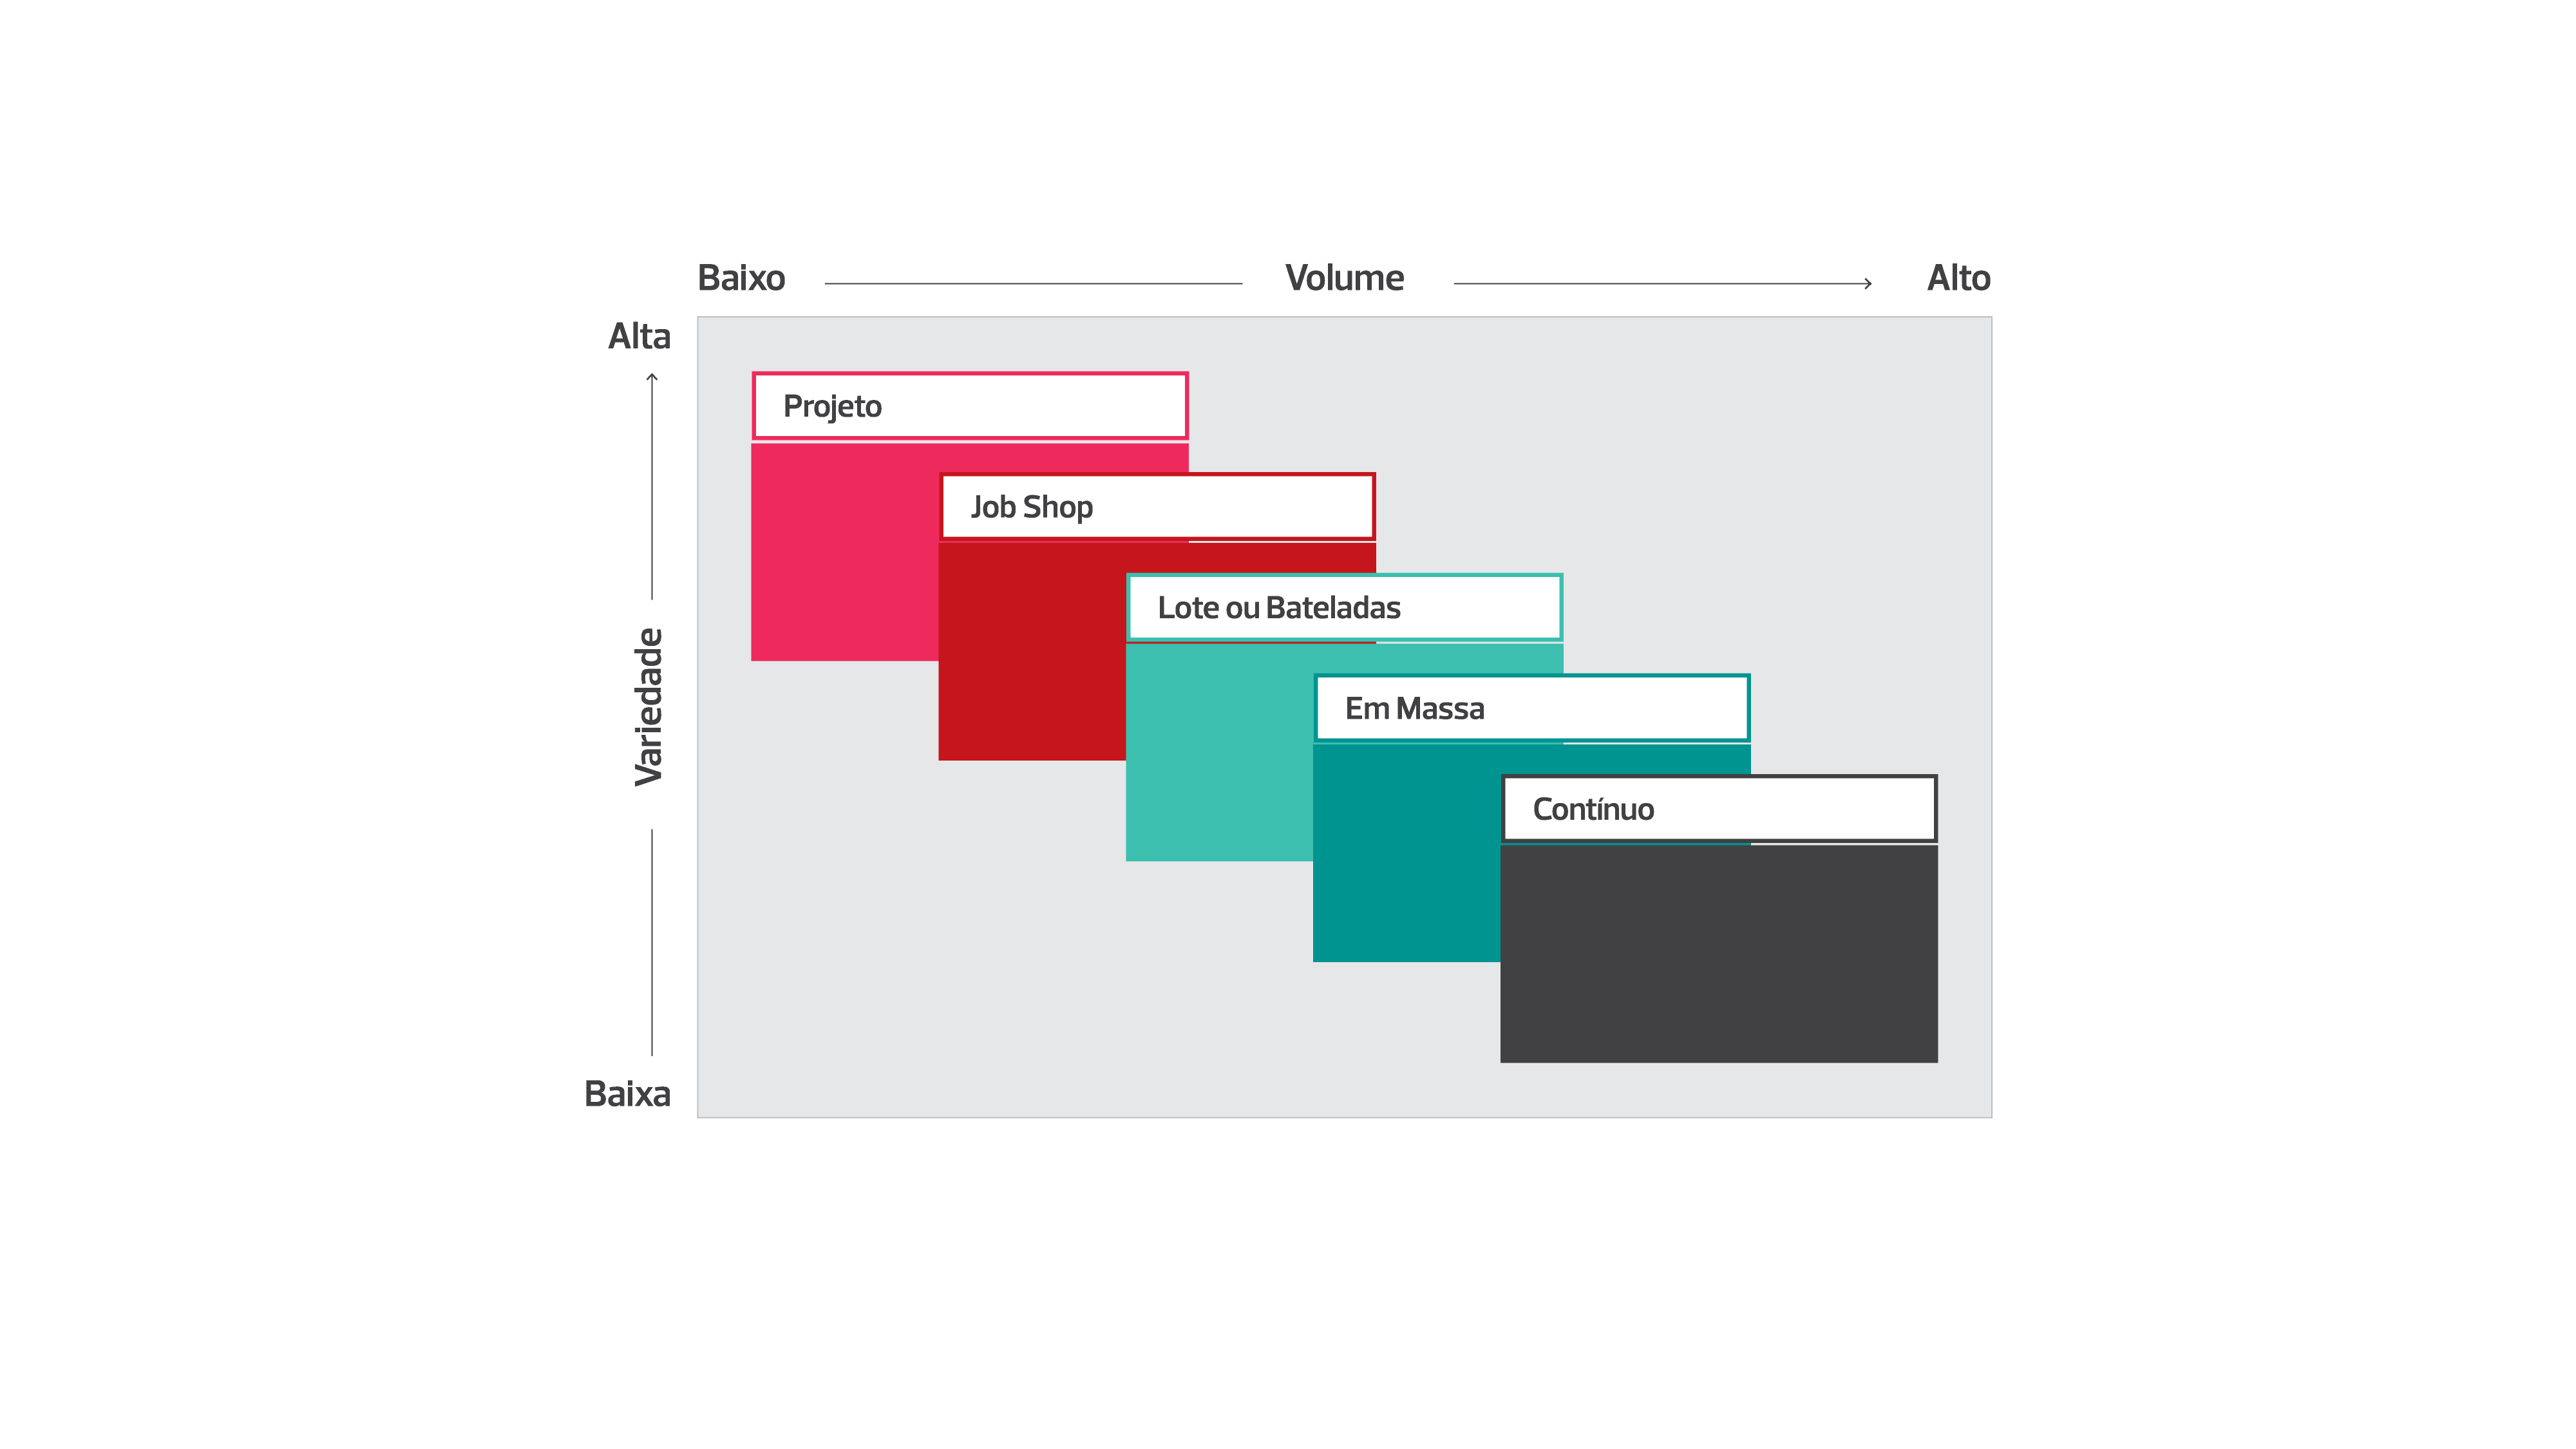 Baixo
Volume
Alto
Alta
Variedade
Baixa
Projeto
Job Shop
Lote ou Bateladas
Em Massa
Contínuo